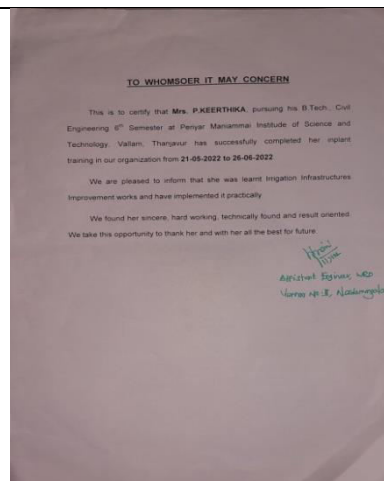 TO WHOMSOER IT MAY CONCERN
This is to certify that Mrs. P.KEERTHIKA, pursuing his B.Tech., Civil
Engineering 6th Semester at Periyar Maniammai Institude of Science and
Technology, Vallam, Thanjavur has successfully completed her inplant
training in our organization from 21-05-2022 to 26-06-2022.
We are pleased to inform that she was learnt Irrigation Infrastructures
Improvement works and have implemented it practically
We found her sincere, hard working, technically found and result oriented.
We take this opportunity to thank her and with her all the best for future.
Assistant Engineer, WRD